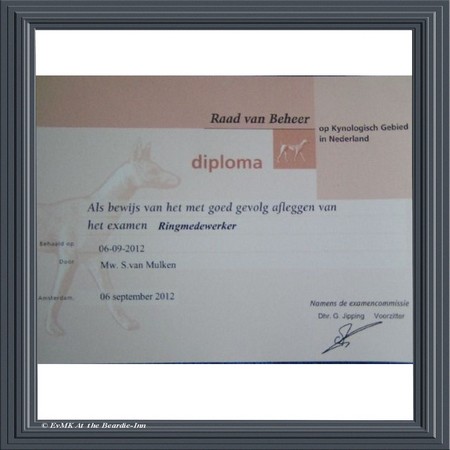 Raad van Beheer
op Kynologisch Gebied
in Nederland
diploma
Als bewijs van het met goed gevolg afleggen van
het examen Ringmedewerker
Behaald op 06-09-2012
Door Mw. S.van Mulken
Amsterdam, 06 september 2012
Namens de examencommissie
Dhr. G. Jipping Voorzitter
© EvMK At the Beardie-Inn